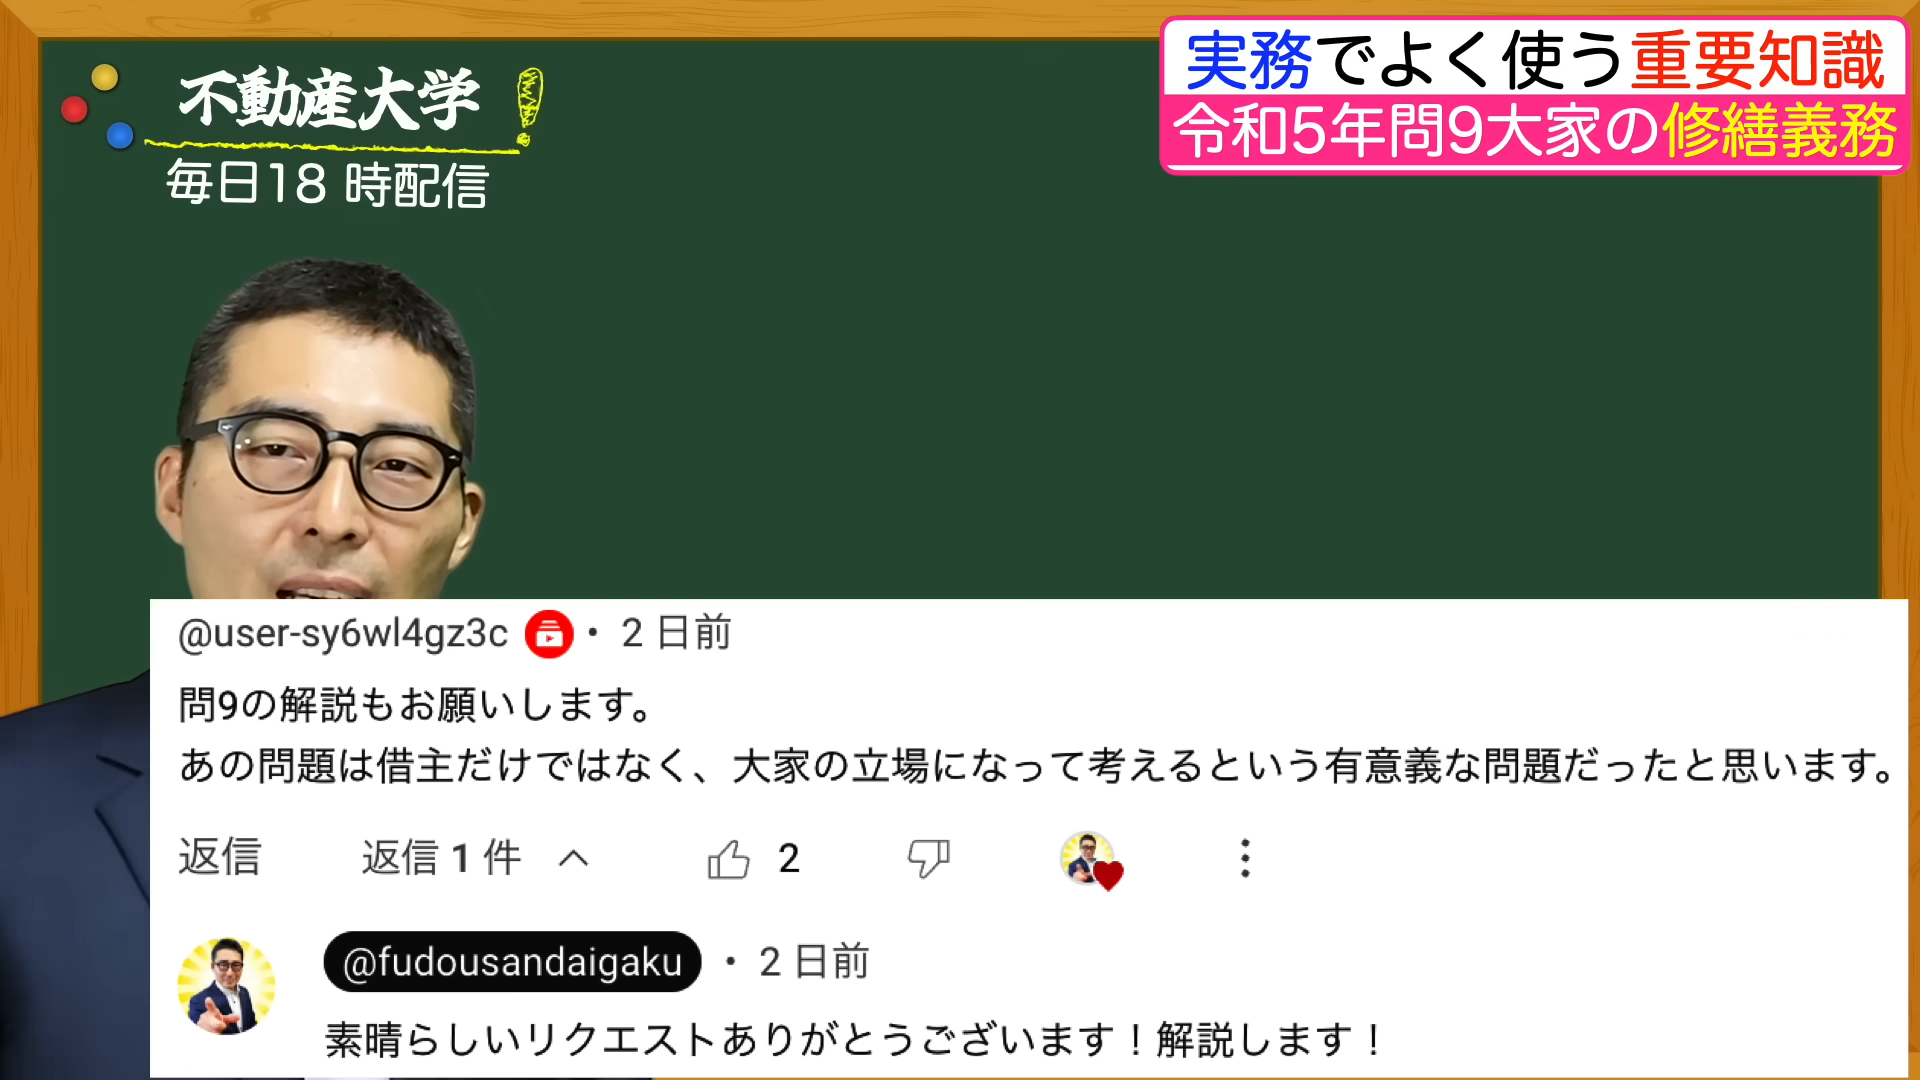 不動産大学!
毎日18時配信
実務でよく使う重要知識
令和5年問9大家の修繕義務
@user-sy6wl4gz3c ・ 2 日前
問9の解説もお願いします。
あの問題は借主だけではなく、大家の立場になって考えるという有意義な問題だったと思います。
返信 返信 1 件 2
@fudousandaigaku ・ 2 日前
素晴らしいリクエストありがとうございます！解説します！